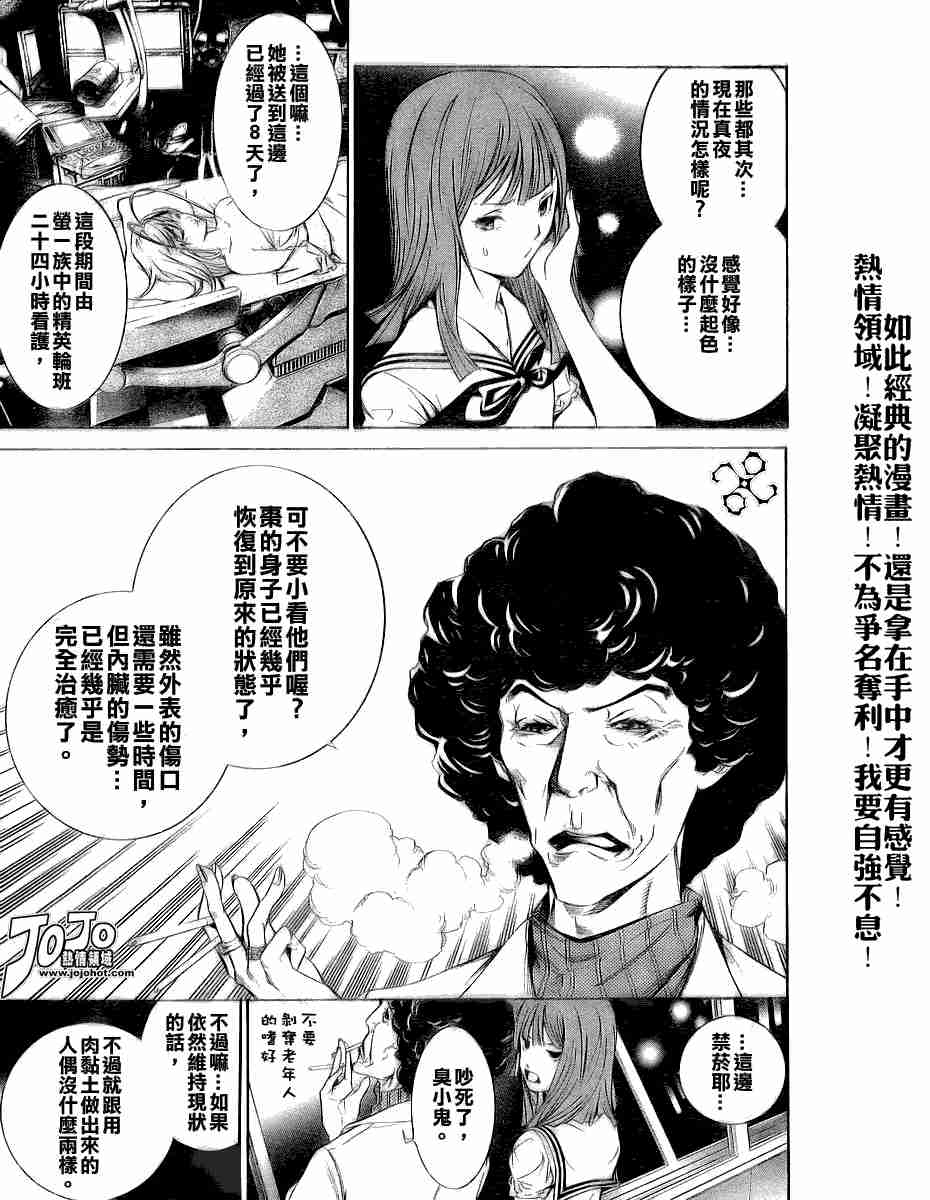 那些都其次…
現在真夜
的情況怎樣呢？
感覺好像…
沒什麼起色
的樣子…
…這個嘛…
她被送到這邊
已經過了8天了，
這段期間由
螢一族中的精英輪班
二十四小時看護，
可不要小看他們喔？
棗的身子已經幾乎
恢復到原來的狀態了，
雖然外表的傷口
還需要一些時間，
但內臟的傷勢…
已經幾乎是
完全治癒了。
JOJO
熱情領域
www.jojohot.com
…這邊
禁菸耶…
吵死了，
臭小鬼。
不要
剝奪老年人
的嗜好
不過嘛…如果
依然維持現狀
的話，
不過就跟用
肉黏土做出來的
人偶沒什麼兩樣。
如此經典的漫畫！還是拿在手中才更有感覺！
熱情領域！凝聚熱情！不為爭名奪利！我要自強不息！